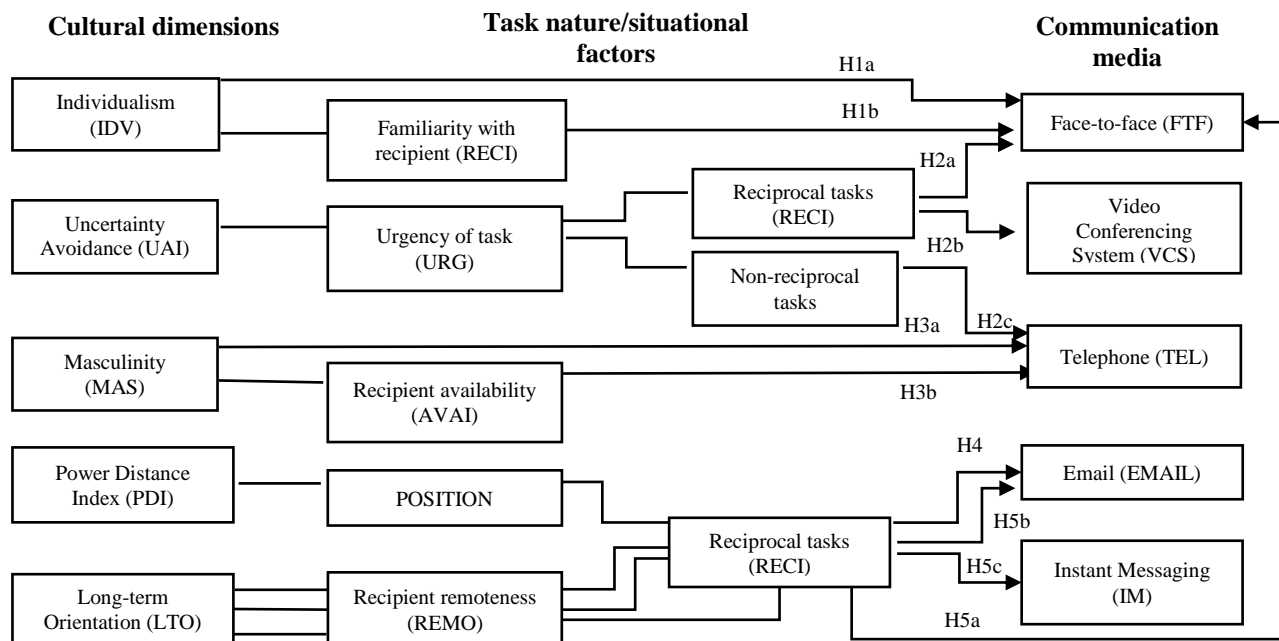 Cultural dimensions
Task nature/situational
factors
Communication
media
H1a
Individualism
(IDV)
Familiarity with
recipient (RECI)
H1b
Face-to-face (FTF)
H2a
Uncertainty
Avoidance (UAI)
Urgency of task
(URG)
Reciprocal tasks
(RECI)
H2b
Video
Conferencing
System (VCS)
Non-reciprocal
tasks
H3a
H2c
Masculinity
(MAS)
Recipient availability
(AVAI)
H3b
Telephone (TEL)
Power Distance
Index (PDI)
POSITION
H4
Email (EMAIL)
H5b
Reciprocal tasks
(RECI)
H5c
Long-term
Orientation (LTO)
Recipient remoteness
(REMO)
Instant Messaging
(IM)
H5a